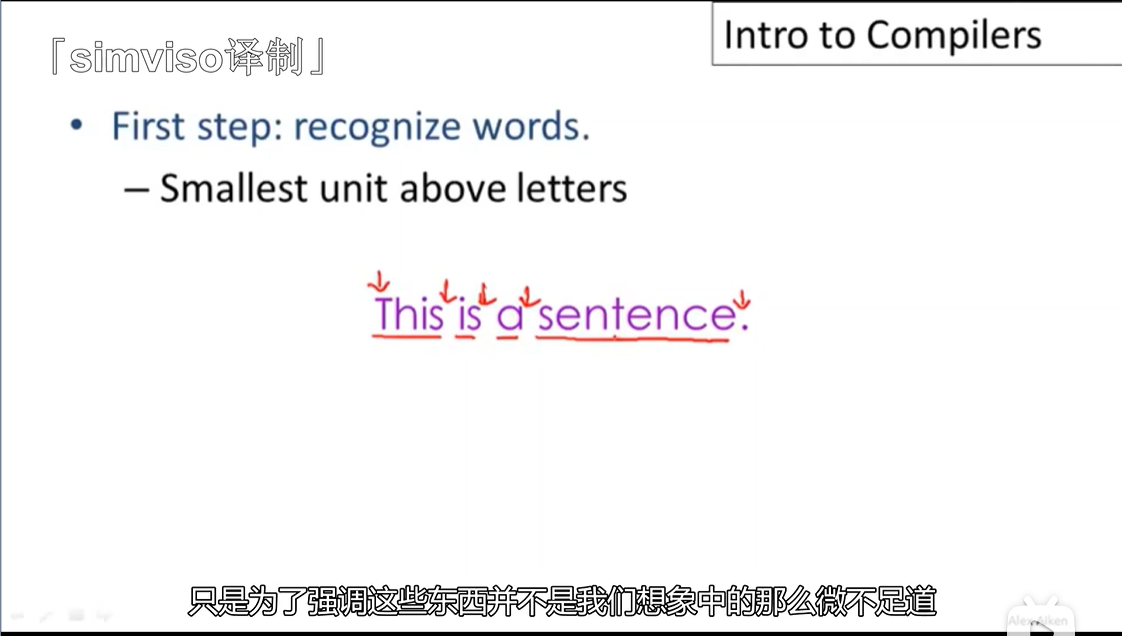 Intro to Compilers
「simviso译制」
• First step: recognize words.
– Smallest unit above letters
This is a sentence.
只是为了强调这些东西并不是我们想象中的那么微不足道
Alex Aiken